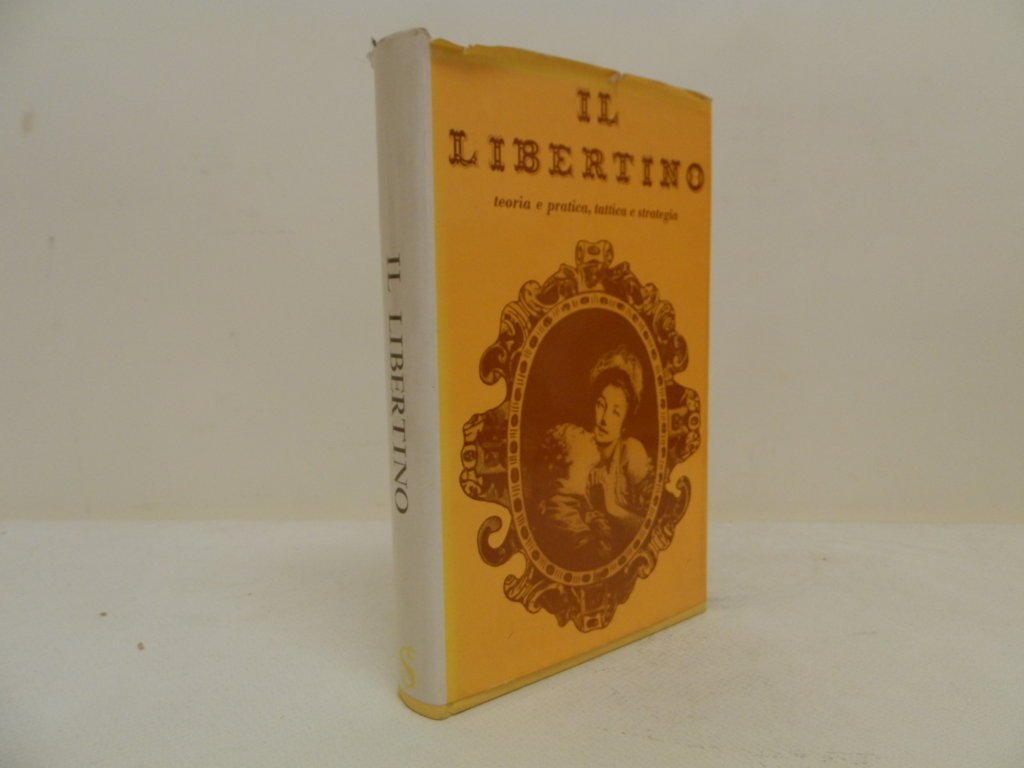 IL
LIBERTINO
teoria e pratica, tattica e strategia
IL LIBERTINO
S